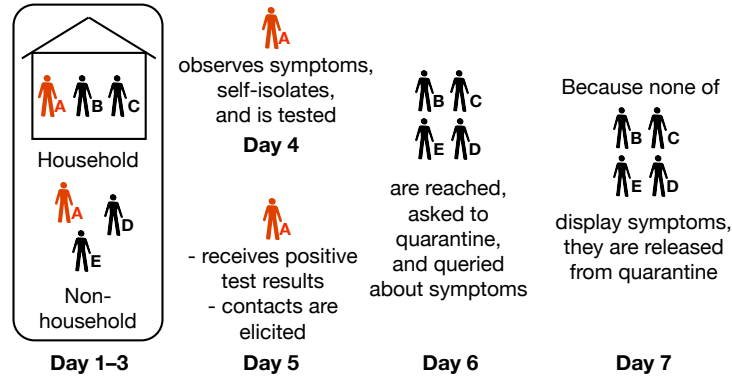 A B C
Household
A
D
E
Non-
household
Day 1–3
A
observes symptoms,
self-isolates,
and is tested
Day 4
A
- receives positive
test results
- contacts are
elicited
Day 5
B C
E D
are reached,
asked to
quarantine,
and queried
about symptoms
Day 6
Because none of
B C
E D
display symptoms,
they are released
from quarantine
Day 7